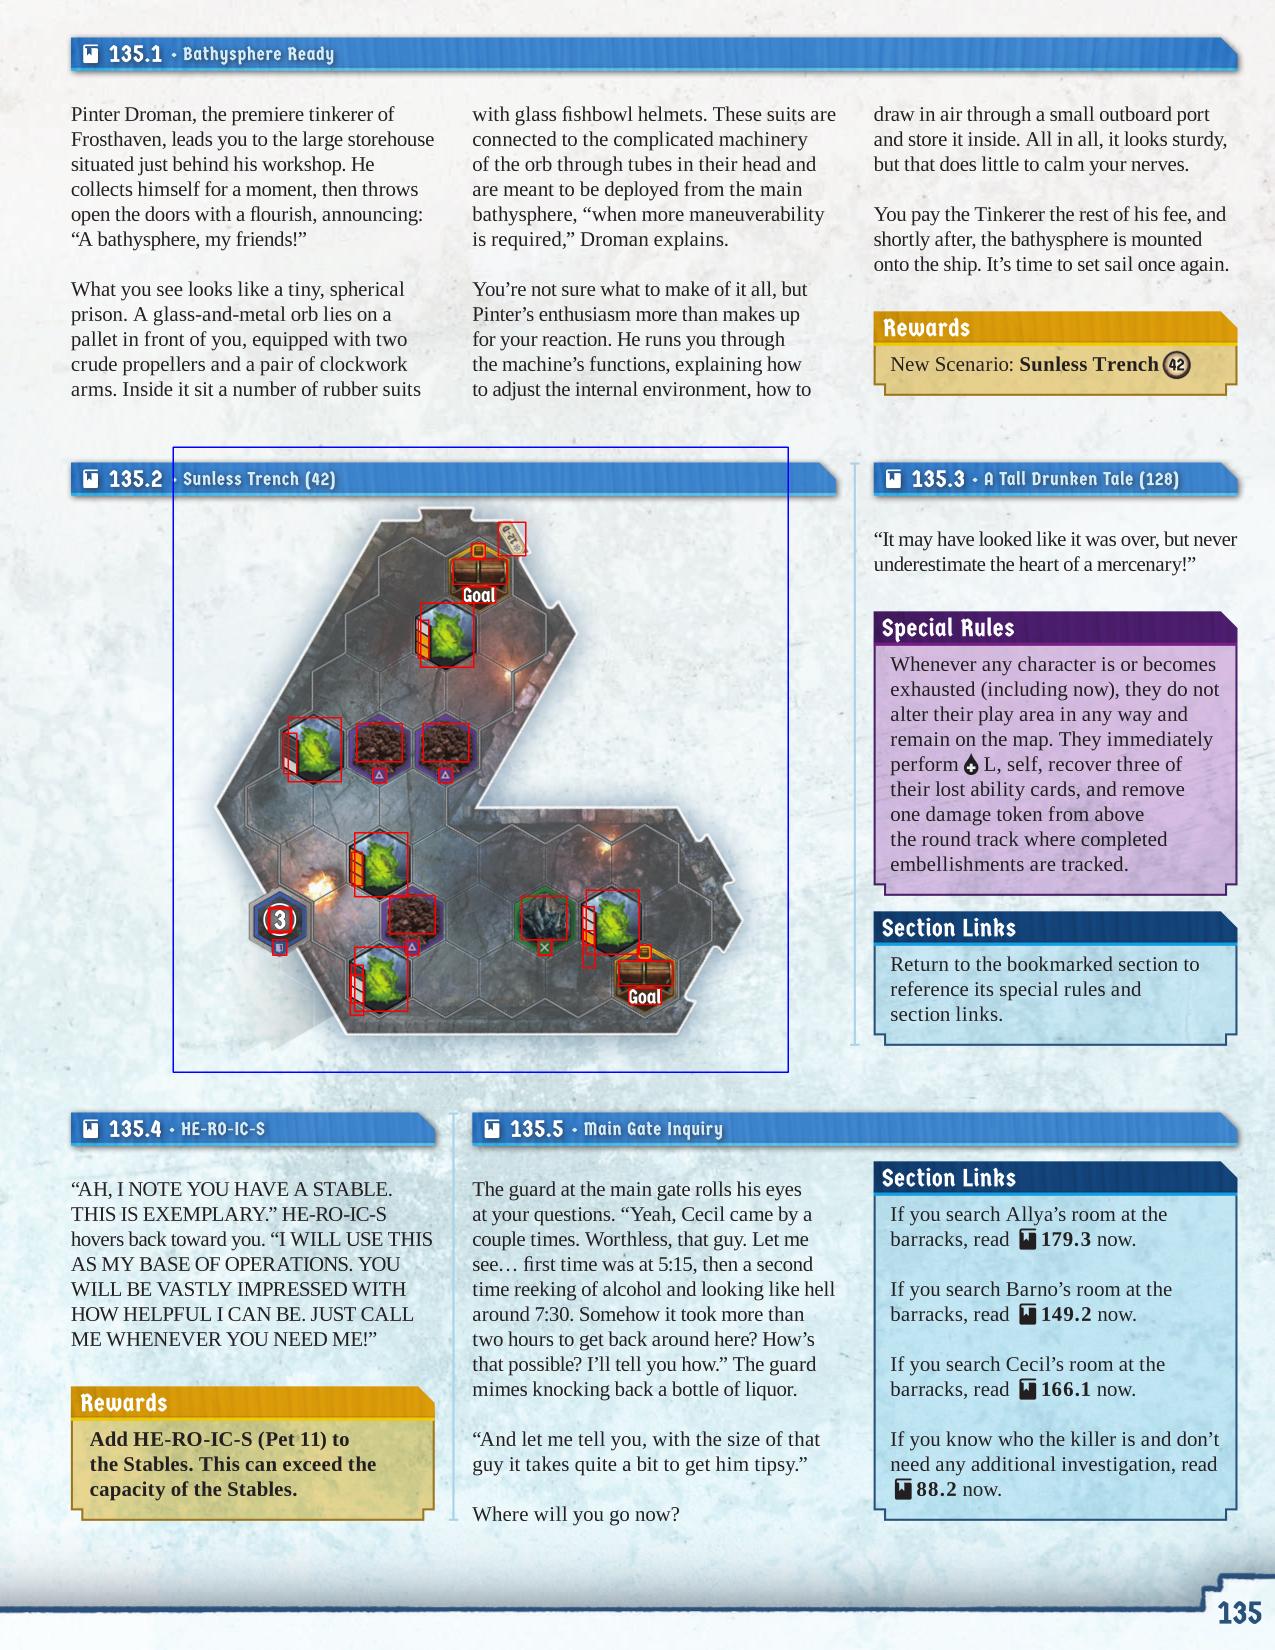 135.1 • Bathysphere Ready
Pinter Droman, the premiere tinkerer of
Frosthaven, leads you to the large storehouse
situated just behind his workshop. He
collects himself for a moment, then throws
open the doors with a flourish, announcing:
“A bathysphere, my friends!”
What you see looks like a tiny, spherical
prison. A glass-and-metal orb lies on a
pallet in front of you, equipped with two
crude propellers and a pair of clockwork
arms. Inside it sit a number of rubber suits
with glass fishbowl helmets. These suits are
connected to the complicated machinery
of the orb through tubes in their head and
are meant to be deployed from the main
bathysphere, “when more maneuverability
is required,” Droman explains.
You’re not sure what to make of it all, but
Pinter’s enthusiasm more than makes up
for your reaction. He runs you through
the machine’s functions, explaining how
to adjust the internal environment, how to
draw in air through a small outboard port
and store it inside. All in all, it looks sturdy,
but that does little to calm your nerves.
You pay the Tinkerer the rest of his fee, and
shortly after, the bathysphere is mounted
onto the ship. It’s time to set sail once again.
Rewards
New Scenario: Sunless Trench 42
135.2 • Sunless Trench (42)
12-D
Goal
3
Goal
135.3 • A Tall Drunken Tale (128)
“It may have looked like it was over, but never
underestimate the heart of a mercenary!”
Special Rules
Whenever any character is or becomes
exhausted (including now), they do not
alter their play area in any way and
remain on the map. They immediately
perform L, self, recover three of
their lost ability cards, and remove
one damage token from above
the round track where completed
embellishments are tracked.
Section Links
Return to the bookmarked section to
reference its special rules and
section links.
135.4 • HE-RO-IC-S
“AH, I NOTE YOU HAVE A STABLE.
THIS IS EXEMPLARY.” HE-RO-IC-S
hovers back toward you. “I WILL USE THIS
AS MY BASE OF OPERATIONS. YOU
WILL BE VASTLY IMPRESSED WITH
HOW HELPFUL I CAN BE. JUST CALL
ME WHENEVER YOU NEED ME!”
Rewards
Add HE-RO-IC-S (Pet 11) to
the Stables. This can exceed the
capacity of the Stables.
135.5 • Main Gate Inquiry
The guard at the main gate rolls his eyes
at your questions. “Yeah, Cecil came by a
couple times. Worthless, that guy. Let me
see… first time was at 5:15, then a second
time reeking of alcohol and looking like hell
around 7:30. Somehow it took more than
two hours to get back around here? How’s
that possible? I’ll tell you how.” The guard
mimes knocking back a bottle of liquor.
“And let me tell you, with the size of that
guy it takes quite a bit to get him tipsy.”
Where will you go now?
Section Links
If you search Allya’s room at the
barracks, read 179.3 now.
If you search Barno’s room at the
barracks, read 149.2 now.
If you search Cecil’s room at the
barracks, read 166.1 now.
If you know who the killer is and don’t
need any additional investigation, read
88.2 now.
135